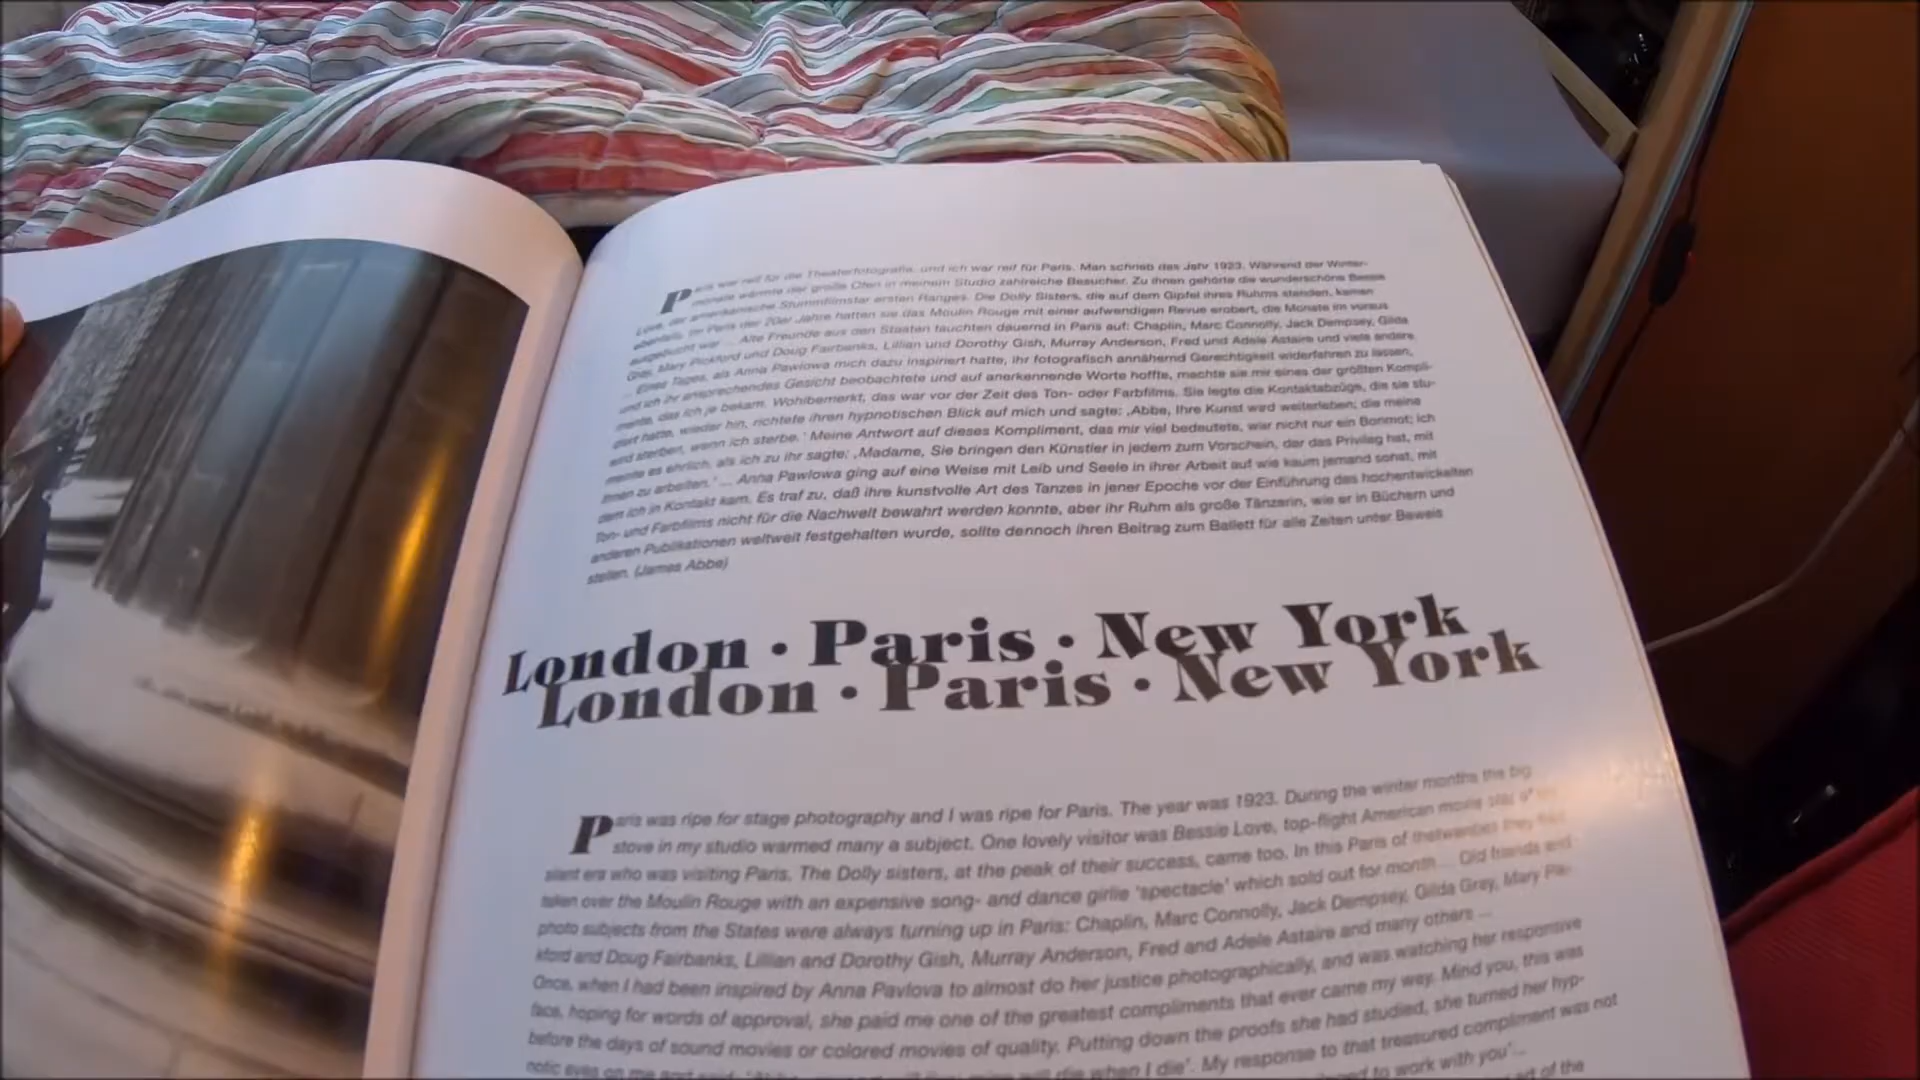 Paris war reif für die Theaterfotografie, und ich war reif für Paris. Man schrieb das Jahr 1923. Während der Winter-
monate wärmte der große Ofen in meinem Studio zahlreiche Besucher. Zu ihnen gehörte die wunderschöne Bessie
Love, der amerikanische Stummfilmstar ersten Ranges. Die Dolly Sisters, die auf dem Gipfel ihres Ruhms standen, kamen
ebenfalls. Im Paris der 20er Jahre hatten sie das Moulin Rouge mit einer aufwendigen Revue erobert, die Monate im voraus
ausgebucht war ... Alte Freunde aus den Staaten tauchten dauernd in Paris auf: Chaplin, Marc Connolly, Jack Dempsey, Gilda
Gray, Mary Pickford und Doug Fairbanks, Lillian und Dorothy Gish, Murray Anderson, Fred und Adele Astaire und viele andere
... Eines Tages, als Anna Pawlowa mich dazu inspiriert hatte, ihr fotografisch annähernd Gerechtigkeit widerfahren zu lassen,
und ich ihr ansprechendes Gesicht beobachtete und auf anerkennende Worte hoffte, machte sie mir eines der größten Kompli-
mente, das ich je bekam. Wohlbemerkt, das war vor der Zeit des Ton- oder Farbfilms. Sie legte die Kontaktabzüge, die sie stu-
diert hatte, wieder hin, richtete ihren hypnotischen Blick auf mich und sagte: ‚Abbe, Ihre Kunst wird weiterleben; die meine
wird sterben, wenn ich sterbe.' Meine Antwort auf dieses Kompliment, das mir viel bedeutete, war nicht nur ein Bonmot; ich
meinte es ehrlich, als ich zu ihr sagte: ‚Madame, Sie bringen den Künstler in jedem zum Vorschein, der das Privileg hat, mit
Ihnen zu arbeiten.' ... Anna Pawlowa ging auf eine Weise mit Leib und Seele in ihrer Arbeit auf wie kaum jemand sonst, mit
dem ich in Kontakt kam. Es traf zu, daß ihre kunstvolle Art des Tanzes in jener Epoche vor der Einführung des hochentwickelten
Ton- und Farbfilms nicht für die Nachwelt bewahrt werden konnte, aber ihr Ruhm als große Tänzerin, wie er in Büchern und
anderen Publikationen weltweit festgehalten wurde, sollte dennoch ihren Beitrag zum Ballett für alle Zeiten unter Beweis
stellen. (James Abbe)
London · Paris · New York
London · Paris · New York
Paris was ripe for stage photography and I was ripe for Paris. The year was 1923. During the winter months the big
stove in my studio warmed many a subject. One lovely visitor was Bessie Love, top-flight American movie star of
silent era who was visiting Paris. The Dolly sisters, at the peak of their success, came too. In this Paris of thetwenties they had
taken over the Moulin Rouge with an expensive song- and dance girlie 'spectacle' which sold out for month ... Old friends and
photo subjects from the States were always turning up in Paris: Chaplin, Marc Connolly, Jack Dempsey, Gilda Gray, Mary Pic-
kford and Doug Fairbanks, Lillian und Dorothy Gish, Murray Anderson, Fred and Adele Astaire and many others ...
Once, when I had been inspired by Anna Pavlova to almost do her justice photographically, and was watching her responsive
face, hoping for words of approval, she paid me one of the greatest compliments that ever came my way. Mind you, this was
before the days of sound movies or colored movies of quality. Putting down the proofs she had studied, she turned her hyp-
notic eyes on me and said: will die when I die'. My response to that treasured compliment was not
to work with you'...
art of the